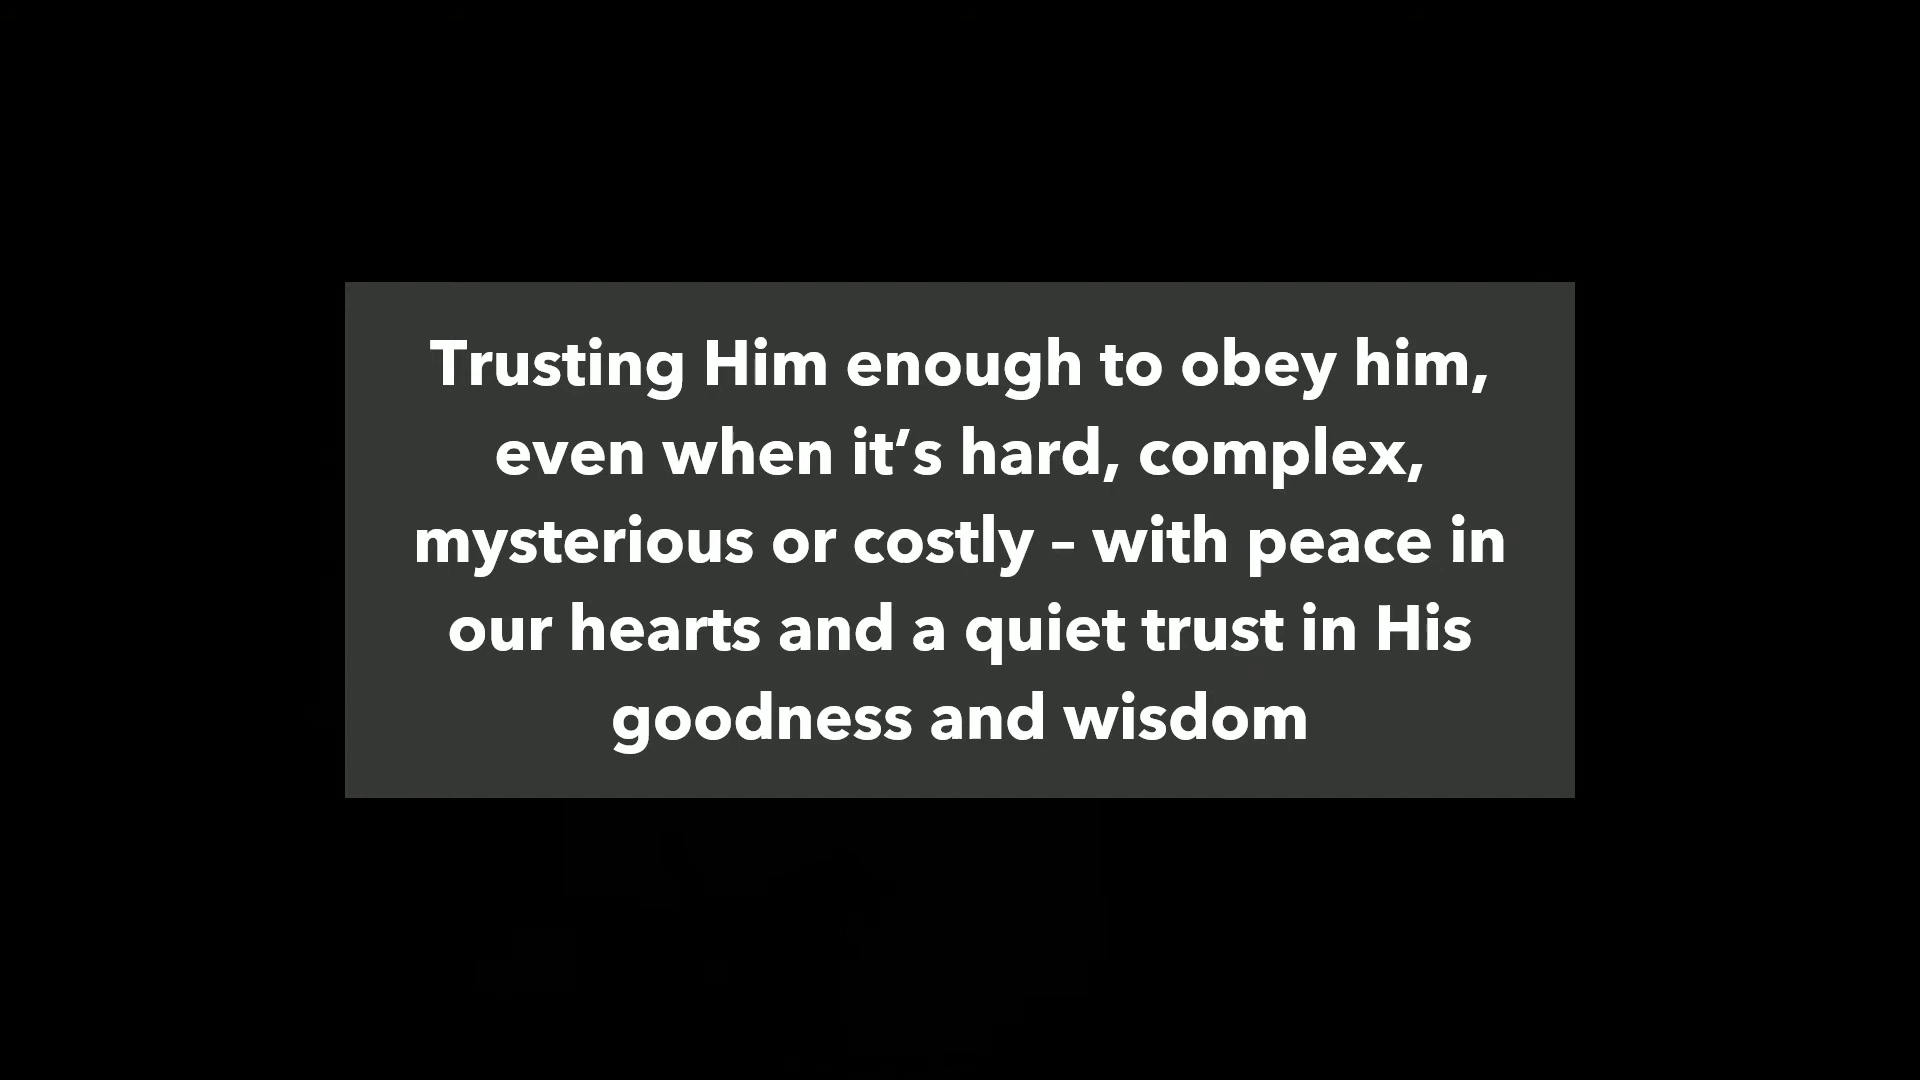 Trusting Him enough to obey him,
even when it’s hard, complex,
mysterious or costly – with peace in
our hearts and a quiet trust in His
goodness and wisdom